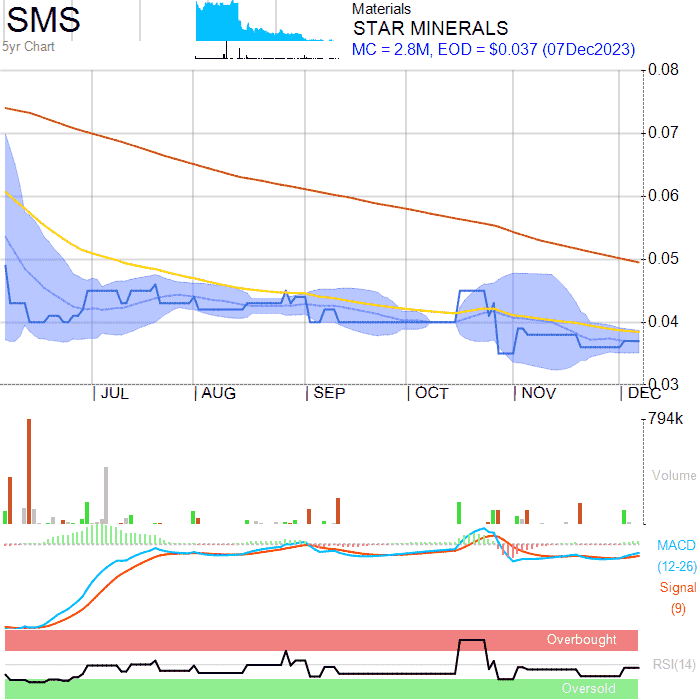 SMS
5yr Chart
Materials
STAR MINERALS
MC = 2.8M, EOD = $0.037 (07Dec2023)
0.08
0.07
0.06
0.05
0.04
0.03
JUL AUG SEP OCT NOV DEC
794k
Volume
MACD
(12-26)
Signal
(9)
Overbought
RSI(14)
Oversold